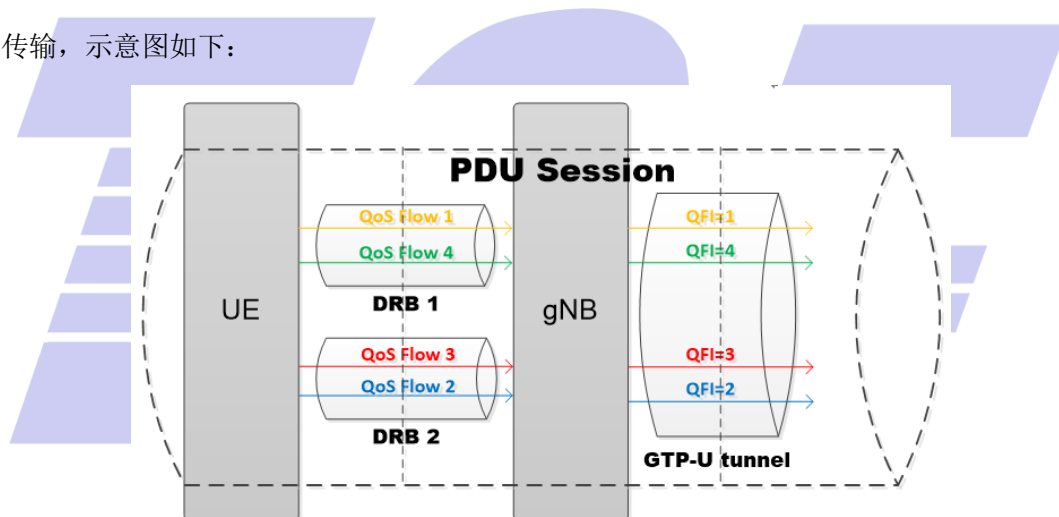 传输，示意图如下：
PDU Session
QoS Flow 1
QFI=1
QoS Flow 4
QFI=4
DRB 1
UE
gNB
QoS Flow 3
QFI=3
QoS Flow 2
QFI=2
DRB 2
GTP-U tunnel